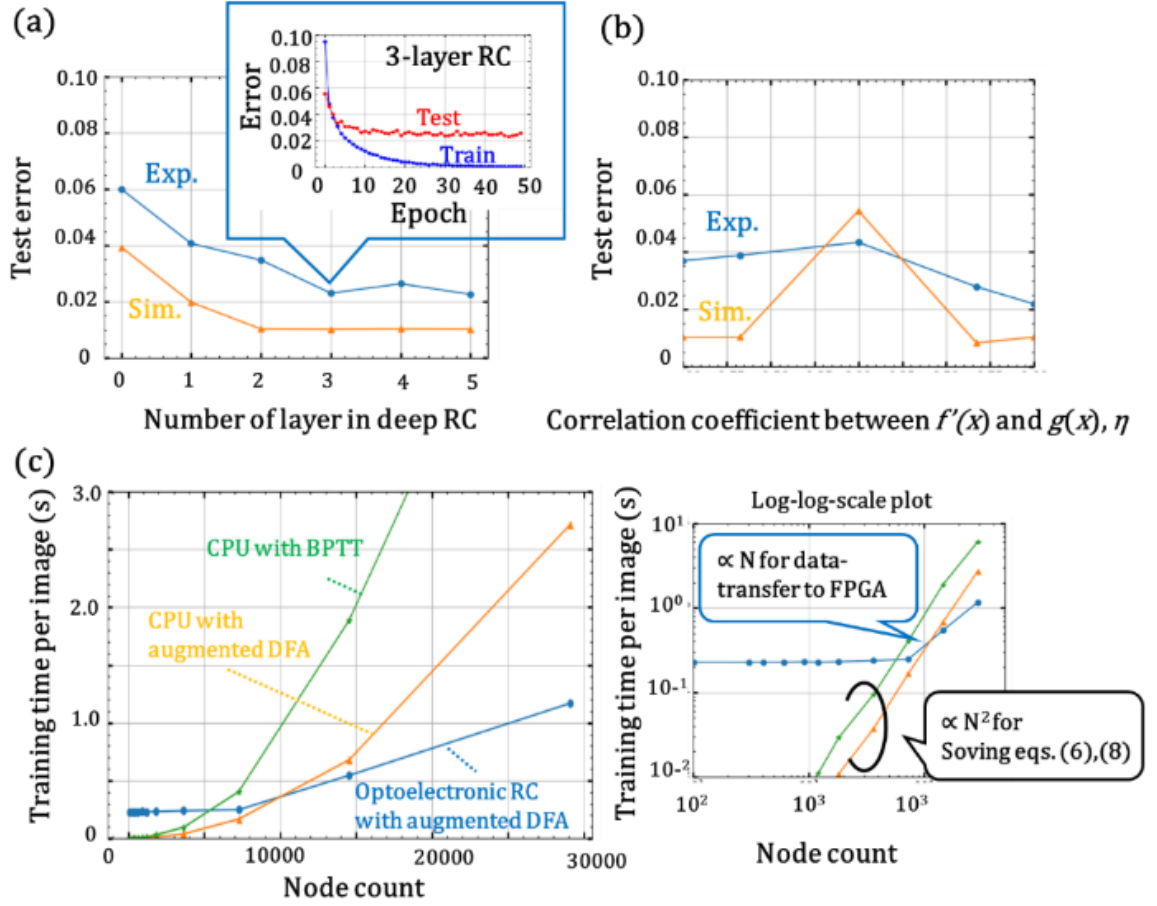 (a)
0.10
0.08
0.06
0.04
0.02
0
Test error
Exp.
Sim.
0
1
2
3
4
5
Number of layer in deep RC
0.10
0.08
0.06
0.04
0.02
0.00
Error
3-layer RC
Test
Train
0
10
20
30
40
50
Epoch
(b)
0.10
0.08
0.06
0.04
0.02
0
Test error
Exp.
Sim.
Correlation coefficient between f'(x) and g(x), η
(c)
3.0
2.0
1.0
0
Training time per image (s)
CPU with BPTT
CPU with
augmented DFA
Optoelectronic RC
with augmented DFA
0
10000
20000
30000
Node count
Log-log-scale plot
10¹
10⁰
10⁻¹
10⁻²
Training time per image (s)
∝ N for data-
transfer to FPGA
∝ N² for
Soving eqs. (6),(8)
10²
10³
10³
Node count